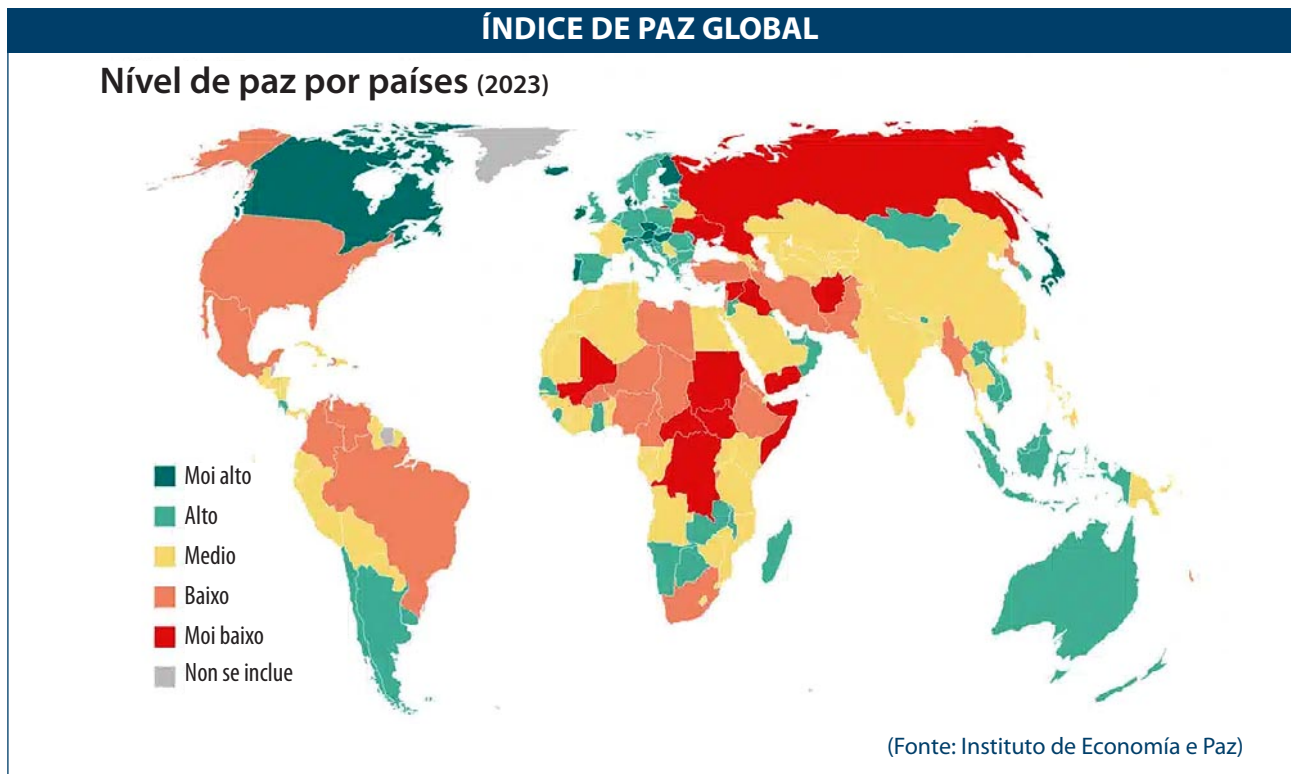 ÍNDICE DE PAZ GLOBAL
Nível de paz por países (2023)
Moi alto
Alto
Medio
Baixo
Moi baixo
Non se inclue
(Fonte: Instituto de Economía e Paz)